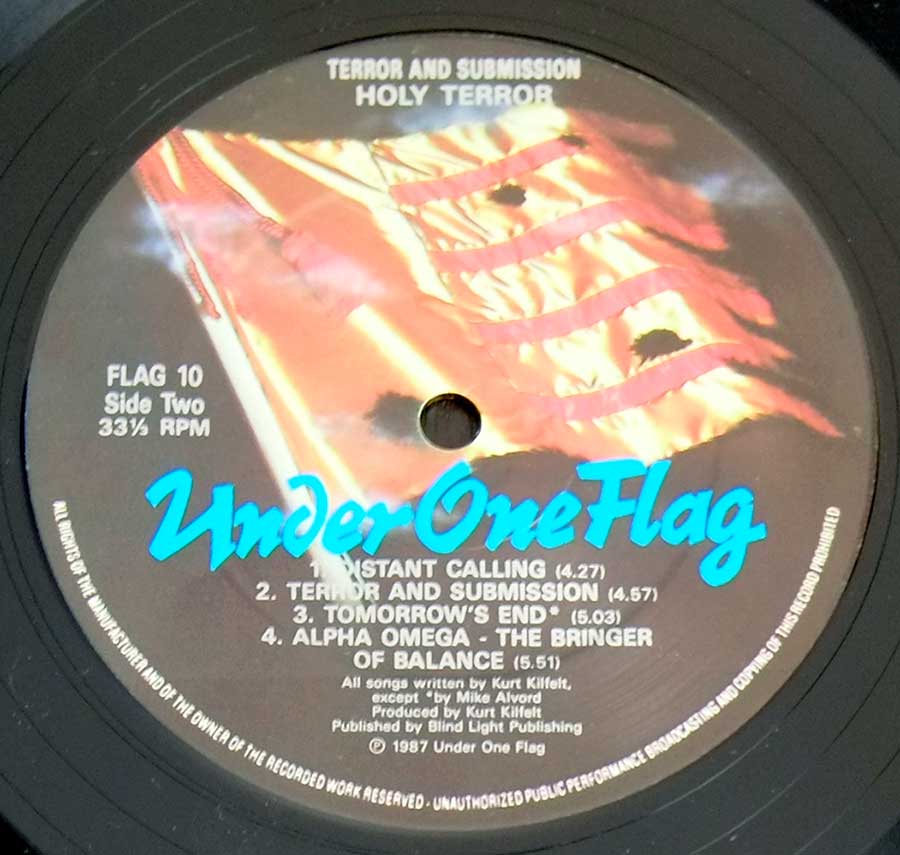 TERROR AND SUBMISSION
HOLY TERROR
FLAG 10
Side Two
33⅓ RPM
Under One Flag
1. DISTANT CALLING (4.27)
2. TERROR AND SUBMISSION (4.57)
3. TOMORROW'S END* (5.03)
4. ALPHA OMEGA - THE BRINGER
OF BALANCE (5.51)
All songs written by Kurt Kilfelt,
except *by Mike Alvord
Produced by Kurt Kilfelt
Published by Blind Light Publishing
℗ 1987 Under One Flag
ALL RIGHTS OF THE MANUFACTURER AND OF THE OWNER OF THE RECORDED WORK RESERVED - UNAUTHORIZED PUBLIC PERFORMANCE BROADCASTING AND COPYING OF THIS RECORD PROHIBITED